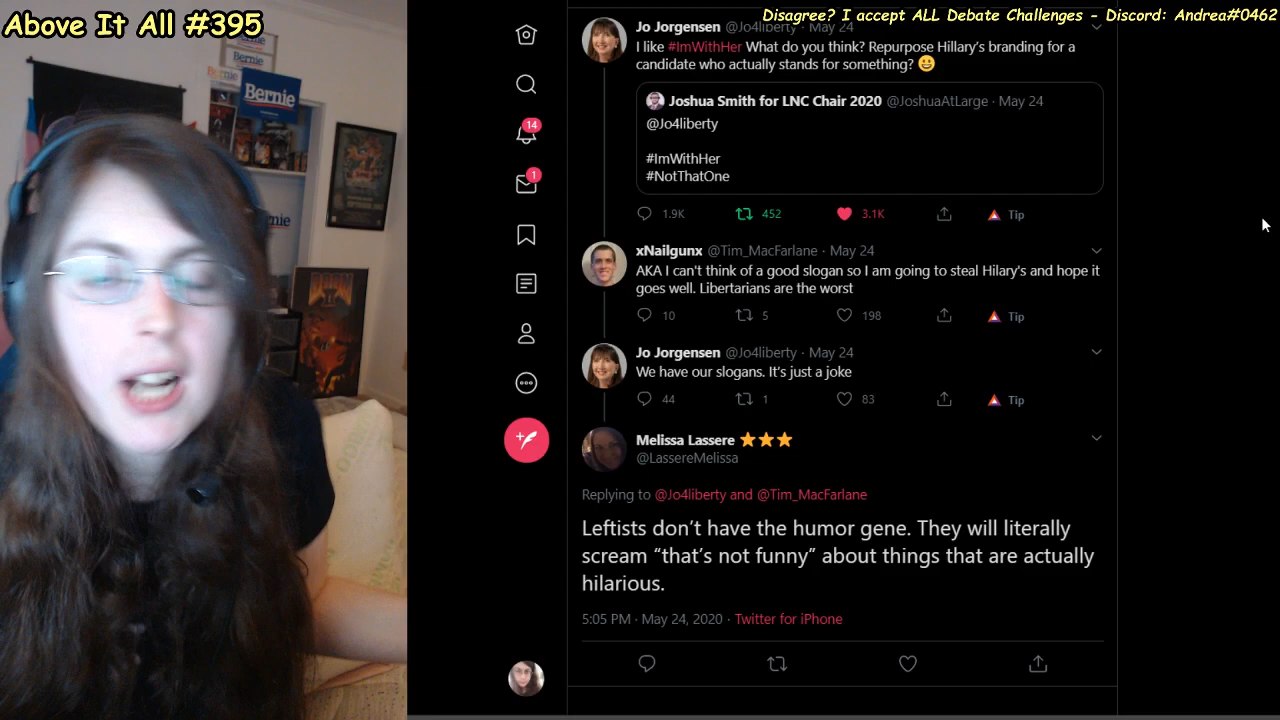 Above It All #395
Disagree? I accept ALL Debate Challenges - Discord: Andrea#0462
Bernie
Bernie
Bernie
Bernie
14
1
Jo Jorgensen @Jo4liberty · May 24
I like #ImWithHer What do you think? Repurpose Hillary's branding for a
candidate who actually stands for something? 😀
Joshua Smith for LNC Chair 2020 @JoshuaAtLarge · May 24
@Jo4liberty
#ImWithHer
#NotThatOne
1.9K 452 3.1K Tip
xNailgunx @Tim_MacFarlane · May 24
AKA I can't think of a good slogan so I am going to steal Hilary's and hope it
goes well. Libertarians are the worst
10 5 198 Tip
Jo Jorgensen @Jo4liberty · May 24
We have our slogans. It's just a joke
44 1 83 Tip
Melissa Lassere ⭐⭐⭐
@LassereMelissa
Replying to @Jo4liberty and @Tim_MacFarlane
Leftists don't have the humor gene. They will literally
scream “that's not funny” about things that are actually
hilarious.
5:05 PM · May 24, 2020 · Twitter for iPhone